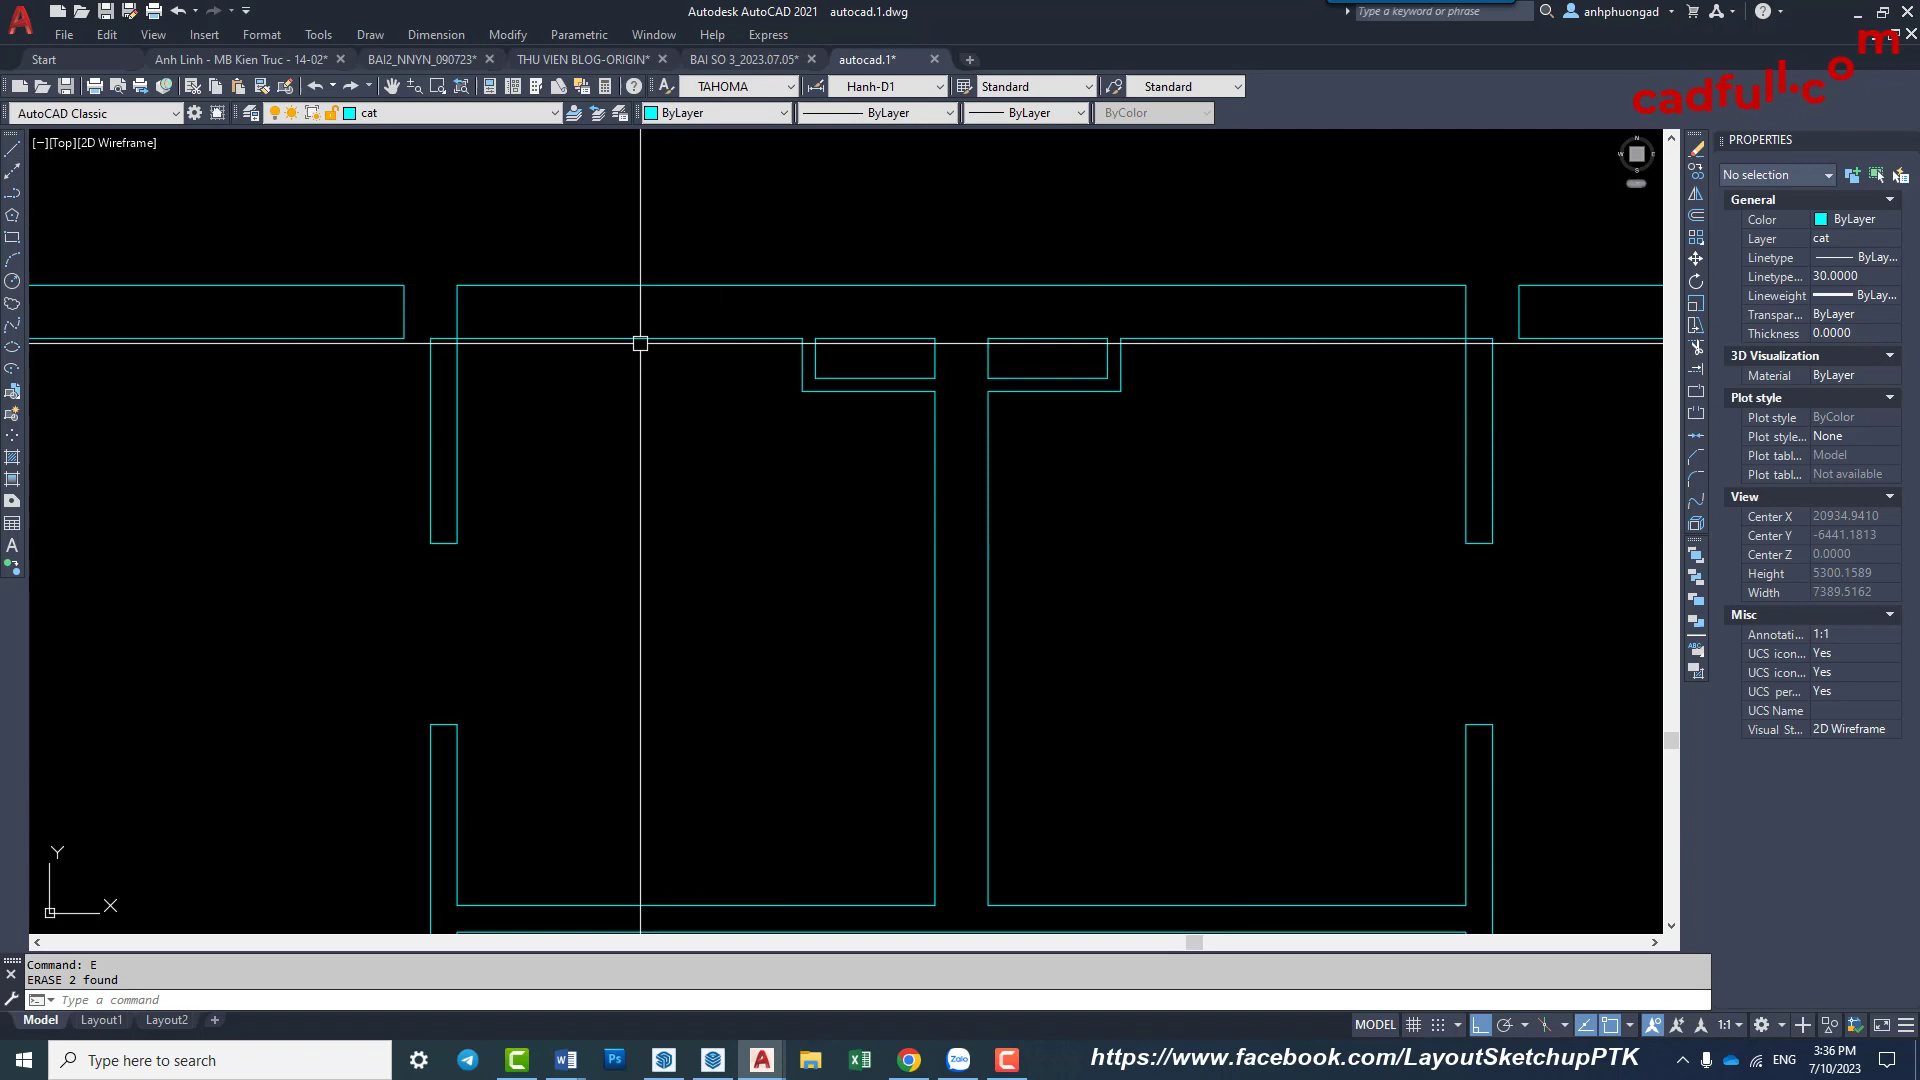 Autodesk AutoCAD 2021 autocad.1.dwg
Type a keyword or phrase
anhphuongad
File Edit View Insert Format Tools Draw Dimension Modify Parametric Window Help Express
Start
Anh Linh - MB Kien Truc - 14-02*
BAI2_NNYN_090723*
THU VIEN BLOG-ORIGIN*
BAI SO 3_2023.07.05*
autocad.1*
cadfull.com
TAHOMA
Hanh-D1
Standard
Standard
AutoCAD Classic
cat
ByLayer
ByLayer
ByLayer
ByColor
[−][Top][2D Wireframe]
N
W
S
PROPERTIES
No selection
General
Color ByLayer
Layer cat
Linetype ByLay...
Linetype... 30.0000
Lineweight ByLay...
Transpar... ByLayer
Thickness 0.0000
3D Visualization
Material ByLayer
Plot style
Plot style ByColor
Plot style... None
Plot tabl... Model
Plot tabl... Not available
View
Center X 20934.9410
Center Y -6441.1813
Center Z 0.0000
Height 5300.1589
Width 7389.5162
Misc
Annotati... 1:1
UCS icon... Yes
UCS icon... Yes
UCS per... Yes
UCS Name
Visual St... 2D Wireframe
Y
X
Command: E
ERASE 2 found
Type a command
Model Layout1 Layout2
MODEL
1:1
Type here to search
https://www.facebook.com/LayoutSketchupPTK
ENG
3:36 PM
7/10/2023